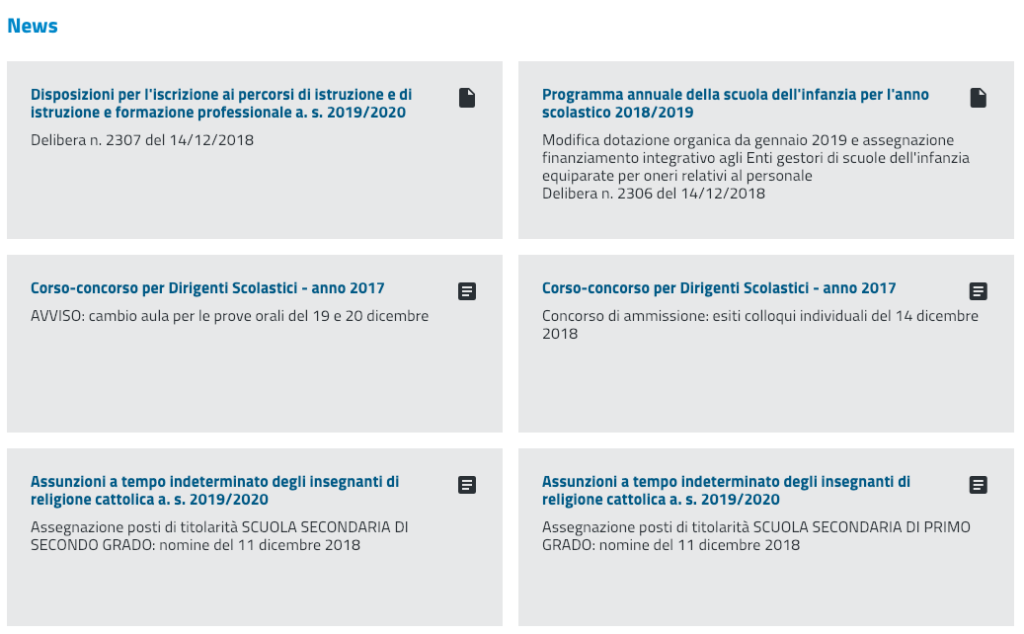 News
Disposizioni per l'iscrizione ai percorsi di istruzione e di
istruzione e formazione professionale a. s. 2019/2020
Delibera n. 2307 del 14/12/2018
Programma annuale della scuola dell'infanzia per l'anno
scolastico 2018/2019
Modifica dotazione organica da gennaio 2019 e assegnazione
finanziamento integrativo agli Enti gestori di scuole dell'infanzia
equiparate per oneri relativi al personale
Delibera n. 2306 del 14/12/2018
Corso-concorso per Dirigenti Scolastici - anno 2017
AVVISO: cambio aula per le prove orali del 19 e 20 dicembre
Corso-concorso per Dirigenti Scolastici - anno 2017
Concorso di ammissione: esiti colloqui individuali del 14 dicembre
2018
Assunzioni a tempo indeterminato degli insegnanti di
religione cattolica a. s. 2019/2020
Assegnazione posti di titolarità SCUOLA SECONDARIA DI
SECONDO GRADO: nomine del 11 dicembre 2018
Assunzioni a tempo indeterminato degli insegnanti di
religione cattolica a. s. 2019/2020
Assegnazione posti di titolarità SCUOLA SECONDARIA DI PRIMO
GRADO: nomine del 11 dicembre 2018